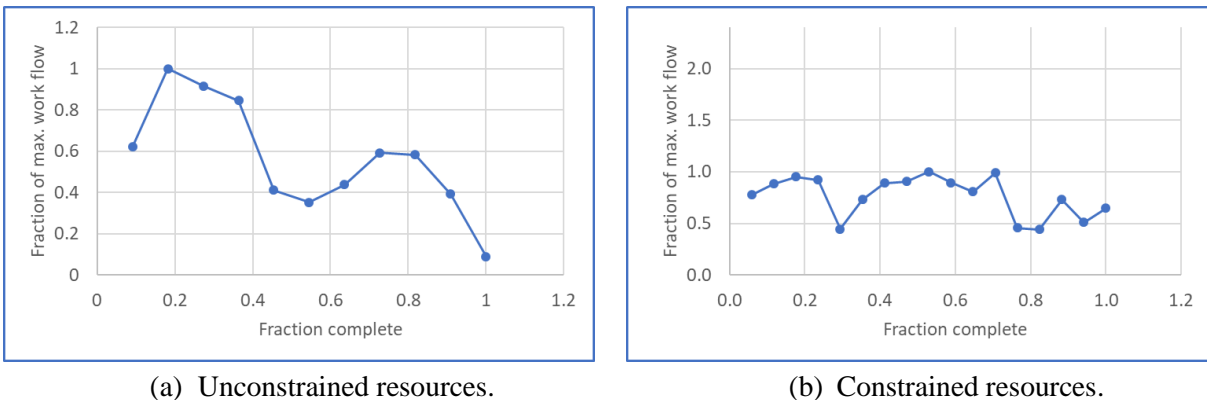 Fraction of max. work flow
1.2
1
0.8
0.6
0.4
0.2
0
0 0.2 0.4 0.6 0.8 1 1.2
Fraction complete
(a) Unconstrained resources.
Fraction of max. work flow
2.0
1.5
1.0
0.5
0.0
0.0 0.2 0.4 0.6 0.8 1.0 1.2
Fraction complete
(b) Constrained resources.